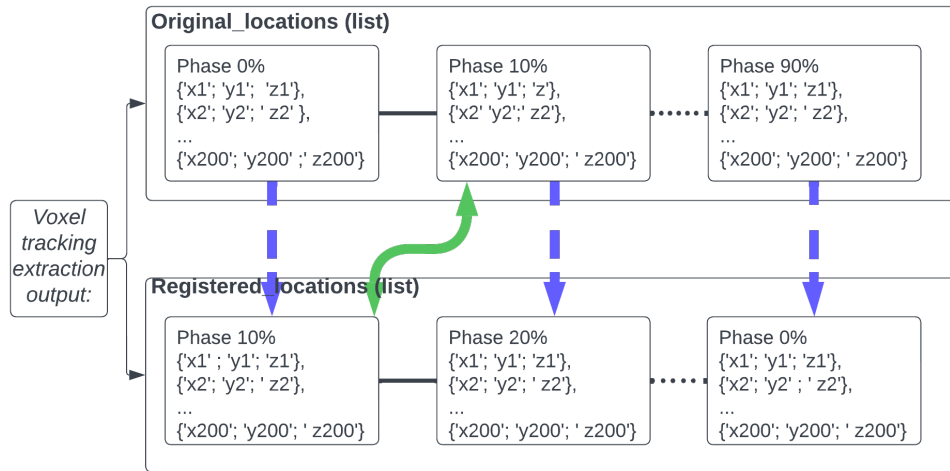 Original_locations (list)
Phase 0%
{'x1'; 'y1';  'z1'},
{'x2'; 'y2'; ' z2' },
...
{'x200'; 'y200' ;' z200'}
Phase 10%
{'x1'; 'y1'; 'z'},
{'x2' 'y2';' z2'},
...
{'x200'; 'y200'; ' z200'}
Phase 90%
{'x1'; 'y1'; 'z1'},
{'x2'; 'y2'; ' z2'},
...
{'x200'; 'y200'; ' z200'}
Voxel
tracking
extraction
output:
Registered_locations (list)
Phase 10%
{'x1' ; 'y1'; 'z1'},
{'x2'; 'y2'; ' z2'},
...
{'x200'; 'y200'; ' z200'}
Phase 20%
{'x1'; 'y1'; 'z1'},
{'x2'; 'y2'; ' z2'},
...
{'x200'; 'y200'; ' z200'}
Phase 0%
{'x1'; 'y1'; 'z1'},
{'x2'; 'y2' ; ' z2'},
...
{'x200'; 'y200'; ' z200'}